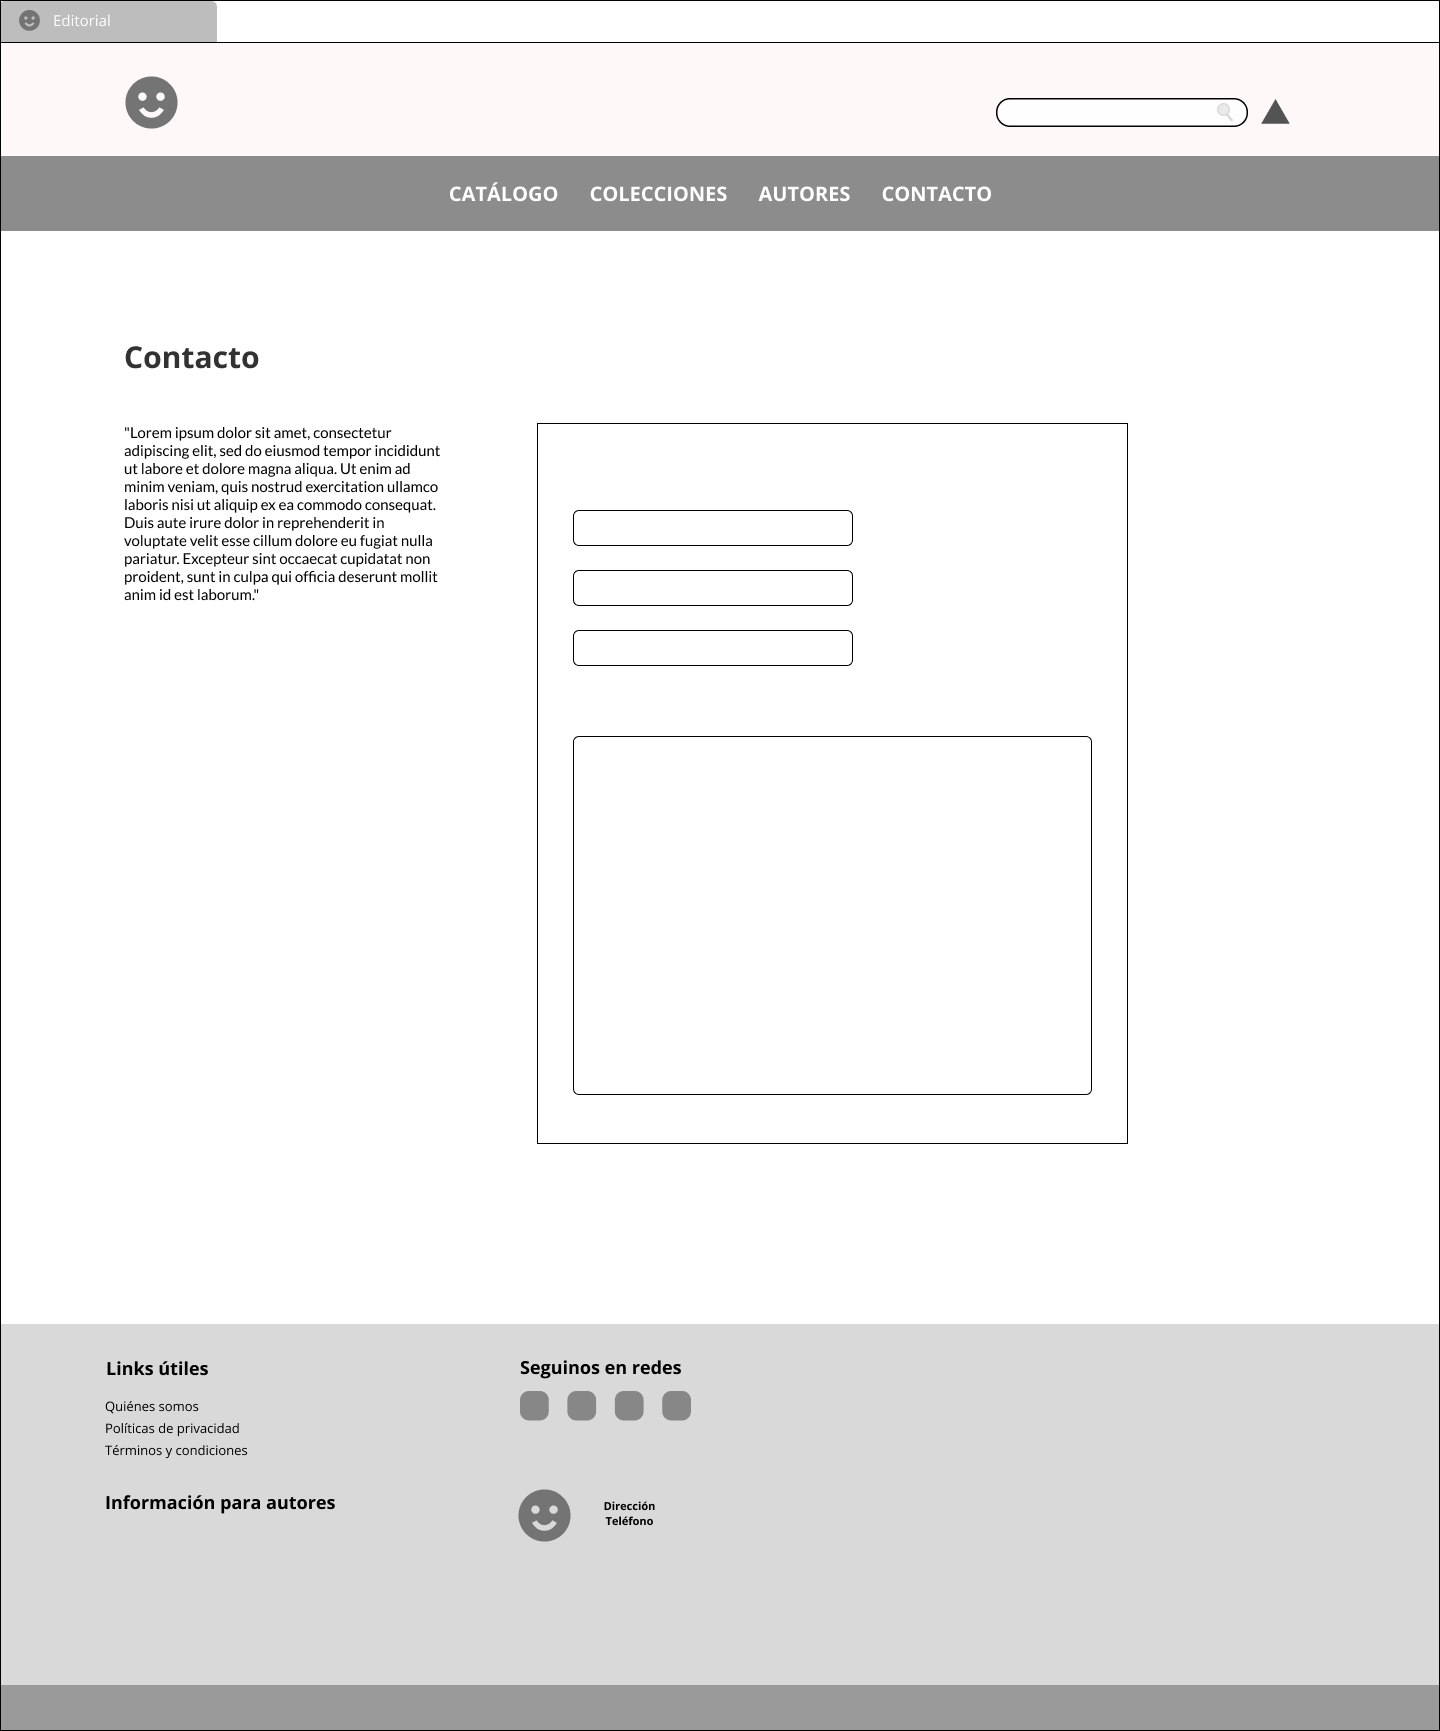 Editorial
CATÁLOGO COLECCIONES AUTORES CONTACTO
Contacto
"Lorem ipsum dolor sit amet, consectetur
adipiscing elit, sed do eiusmod tempor incididunt
ut labore et dolore magna aliqua. Ut enim ad
minim veniam, quis nostrud exercitation ullamco
laboris nisi ut aliquip ex ea commodo consequat.
Duis aute irure dolor in reprehenderit in
voluptate velit esse cillum dolore eu fugiat nulla
pariatur. Excepteur sint occaecat cupidatat non
proident, sunt in culpa qui officia deserunt mollit
anim id est laborum."
Links útiles
Quiénes somos
Políticas de privacidad
Términos y condiciones
Información para autores
Seguinos en redes
Dirección
Teléfono